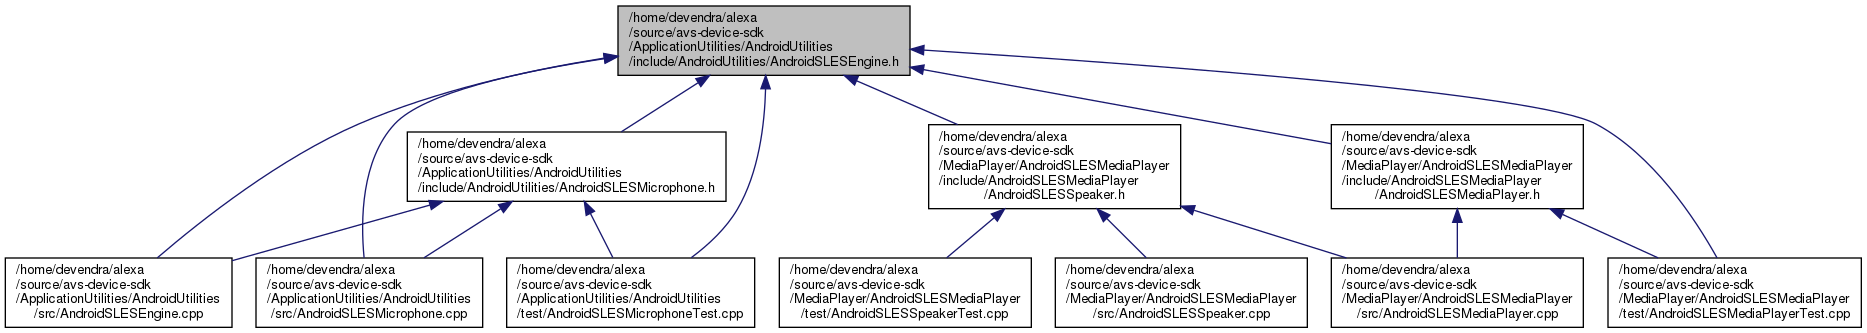 /home/devendra/alexa
/source/avs-device-sdk
/ApplicationUtilities/AndroidUtilities
/include/AndroidUtilities/AndroidSLESEngine.h
/home/devendra/alexa
/source/avs-device-sdk
/ApplicationUtilities/AndroidUtilities
/include/AndroidUtilities/AndroidSLESMicrophone.h
/home/devendra/alexa
/source/avs-device-sdk
/MediaPlayer/AndroidSLESMediaPlayer
/include/AndroidSLESMediaPlayer
/AndroidSLESSpeaker.h
/home/devendra/alexa
/source/avs-device-sdk
/MediaPlayer/AndroidSLESMediaPlayer
/include/AndroidSLESMediaPlayer
/AndroidSLESMediaPlayer.h
/home/devendra/alexa
/source/avs-device-sdk
/ApplicationUtilities/AndroidUtilities
/src/AndroidSLESEngine.cpp
/home/devendra/alexa
/source/avs-device-sdk
/ApplicationUtilities/AndroidUtilities
/src/AndroidSLESMicrophone.cpp
/home/devendra/alexa
/source/avs-device-sdk
/ApplicationUtilities/AndroidUtilities
/test/AndroidSLESMicrophoneTest.cpp
/home/devendra/alexa
/source/avs-device-sdk
/MediaPlayer/AndroidSLESMediaPlayer
/test/AndroidSLESSpeakerTest.cpp
/home/devendra/alexa
/source/avs-device-sdk
/MediaPlayer/AndroidSLESMediaPlayer
/src/AndroidSLESSpeaker.cpp
/home/devendra/alexa
/source/avs-device-sdk
/MediaPlayer/AndroidSLESMediaPlayer
/src/AndroidSLESMediaPlayer.cpp
/home/devendra/alexa
/source/avs-device-sdk
/MediaPlayer/AndroidSLESMediaPlayer
/test/AndroidSLESMediaPlayerTest.cpp